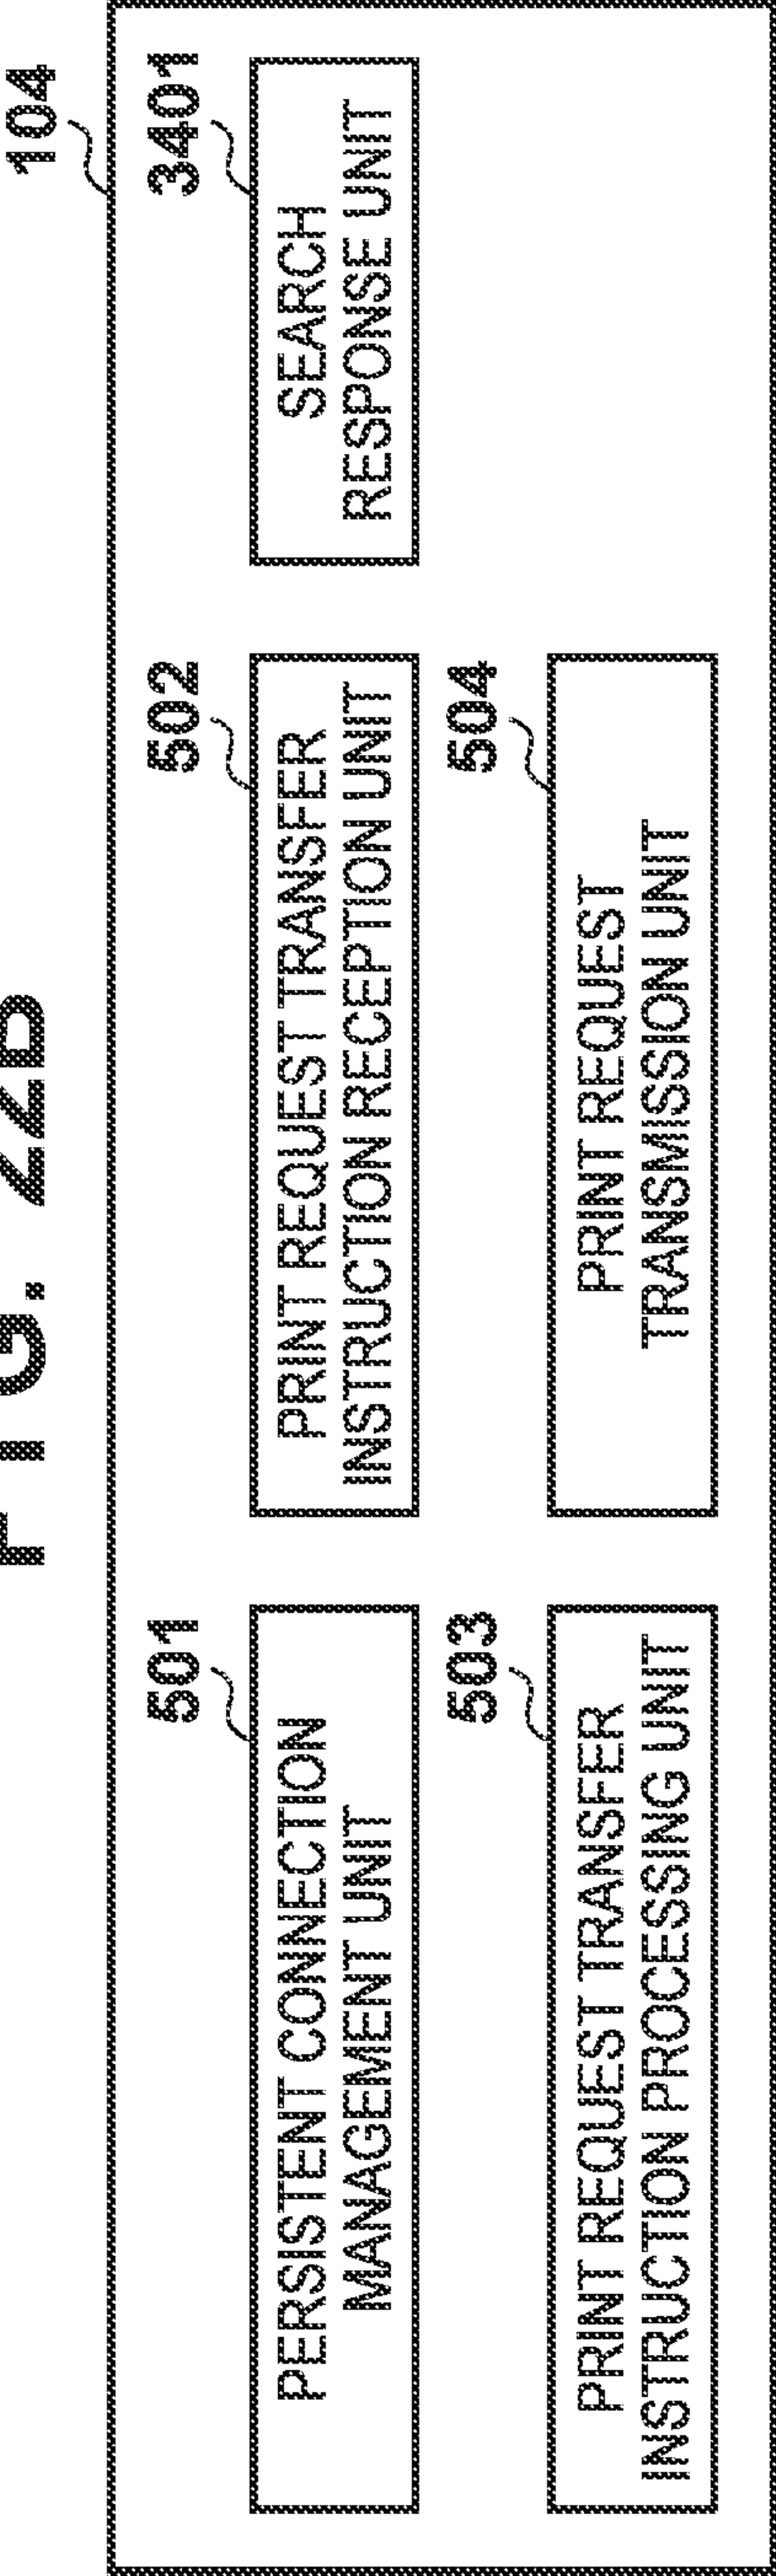 FIG. 22B
104
501
PERSISTENT CONNECTION
MANAGEMENT UNIT
502
PRINT REQUEST TRANSFER
INSTRUCTION RECEPTION UNIT
3401
SEARCH
RESPONSE UNIT
503
PRINT REQUEST TRANSFER
INSTRUCTION PROCESSING UNIT
504
PRINT REQUEST
TRANSMISSION UNIT